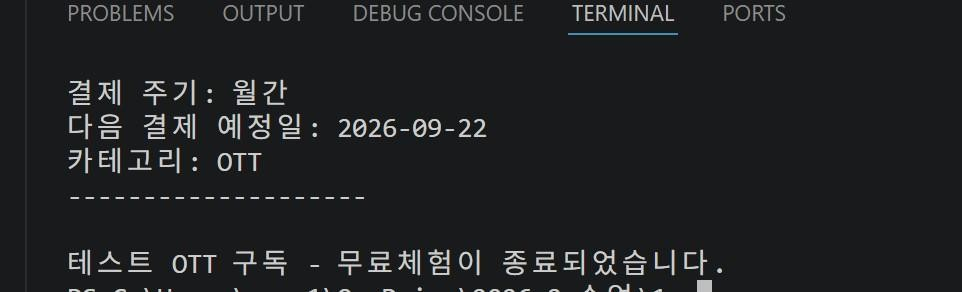 PROBLEMS OUTPUT DEBUG CONSOLE TERMINAL PORTS
결제 주기: 월간
다음 결제 예정일: 2026-09-22
카테고리: OTT
--------------------
테스트 OTT 구독 - 무료체험이 종료되었습니다.